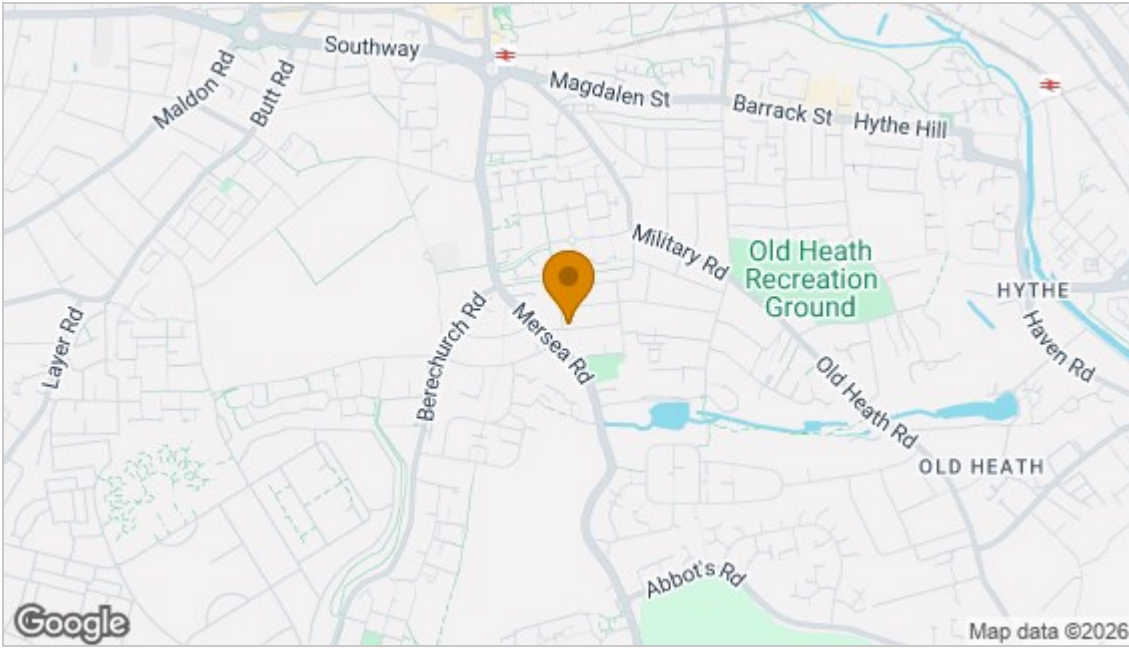 Southway
Maldon Rd
Butt Rd
Magdalen St
Barrack St
Hythe Hill
Military Rd
Old Heath
Recreation
Ground
HYTHE
Haven Rd
Layer Rd
Berechurch Rd
Mersea Rd
Old Heath Rd
OLD HEATH
Abbot's Rd
Google
Map data ©2026